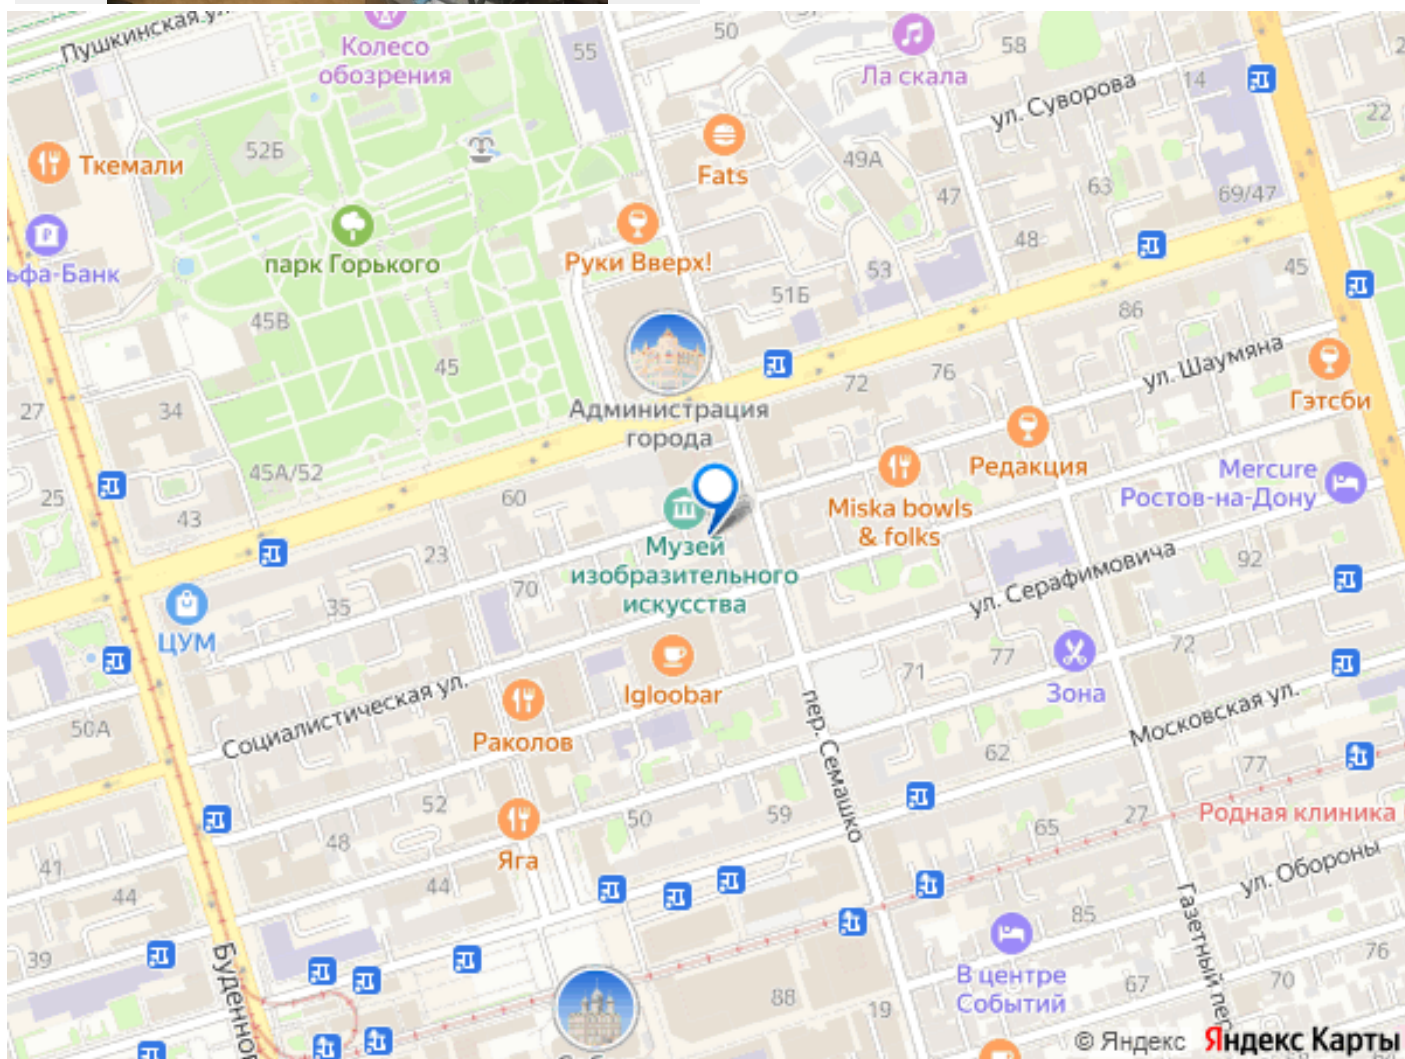 Пушкинская ул.
Колесо
обозрения
55
50
Ла скала
58
14
ул. Суворова
22
Ткемали
52Б
Fats
49А
47
63
69/47
ьфа-Банк
парк Горького
Руки Вверх!
53
48
45
51Б
45В
86
45
72
76
ул. Шаумяна
Гэтсби
27
34
Администрация
города
Редакция
Mercure
Ростов-на-Дону
45А/52
25
43
60
Miska bowls
& folks
Музей
изобразительного
искусства
23
70
35
92
ул. Серафимовича
ЦУМ
72
77
71
Зона
Igloobar
Социалистическая ул.
50А
Раколов
пер. Семашко
Московская ул.
62
77
52
50
59
65
27
Родная клиника
48
Яга
41
44
44
ул. Обороны
85
39
Буденнов
В центре
Событий
Газетный пер
76
67
70
88
19
© Яндекс Яндекс Карты